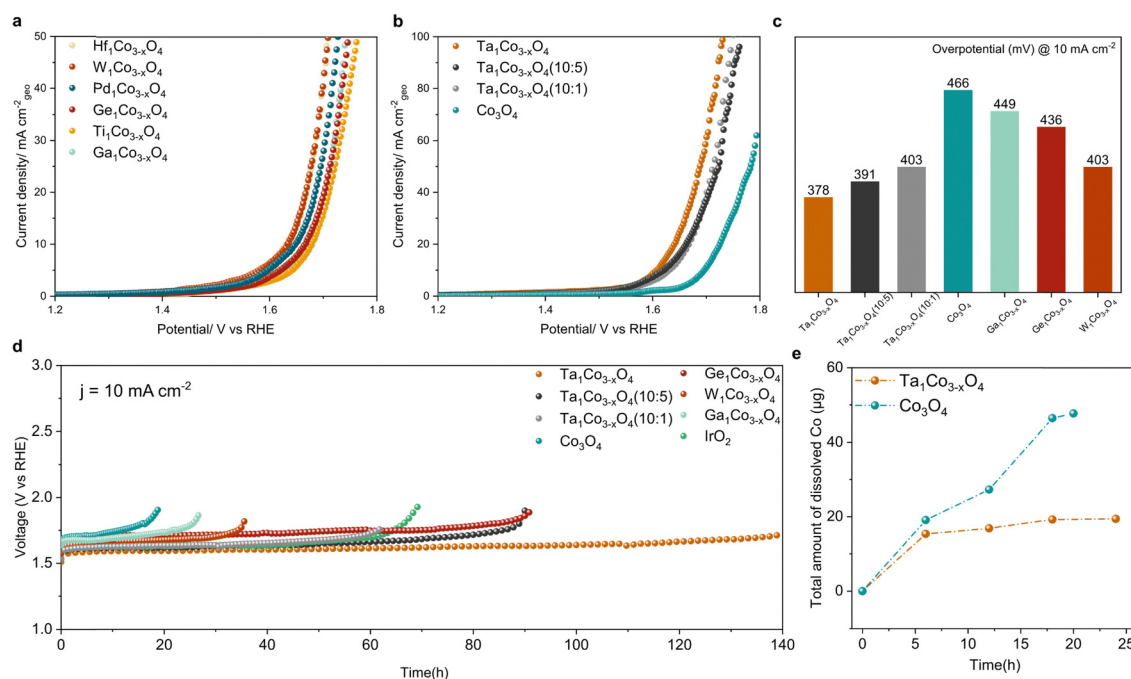 a
Current density/ mA cm⁻²geo
50
40
30
20
10
0
Hf₁Co₃₋ₓO₄
W₁Co₃₋ₓO₄
Pd₁Co₃₋ₓO₄
Ge₁Co₃₋ₓO₄
Ti₁Co₃₋ₓO₄
Ga₁Co₃₋ₓO₄
1.2 1.4 1.6 1.8
Potential/ V vs RHE
b
Current density/ mA cm⁻²geo
100
80
60
40
20
0
Ta₁Co₃₋ₓO₄
Ta₁Co₃₋ₓO₄(10:5)
Ta₁Co₃₋ₓO₄(10:1)
Co₃O₄
1.2 1.4 1.6 1.8
Potential/ V vs RHE
c
Overpotential (mV) @ 10 mA cm⁻²
378 391 403 466 449 436 403
Ta₁Co₃₋ₓO₄
Ta₁Co₃₋ₓO₄(10:5)
Ta₁Co₃₋ₓO₄(10:1)
Co₃O₄
Ga₁Co₃₋ₓO₄
Ge₁Co₃₋ₓO₄
W₁Co₃₋ₓO₄
d
Voltage (V vs RHE)
3.0
2.5
2.0
1.5
1.0
j = 10 mA cm⁻²
Ta₁Co₃₋ₓO₄
Ta₁Co₃₋ₓO₄(10:5)
Ta₁Co₃₋ₓO₄(10:1)
Co₃O₄
Ge₁Co₃₋ₓO₄
W₁Co₃₋ₓO₄
Ga₁Co₃₋ₓO₄
IrO₂
0 20 40 60 80 100 120 140
Time(h)
e
Total amount of dissolved Co (µg)
60
40
20
0
Ta₁Co₃₋ₓO₄
Co₃O₄
0 5 10 15 20 25
Time(h)